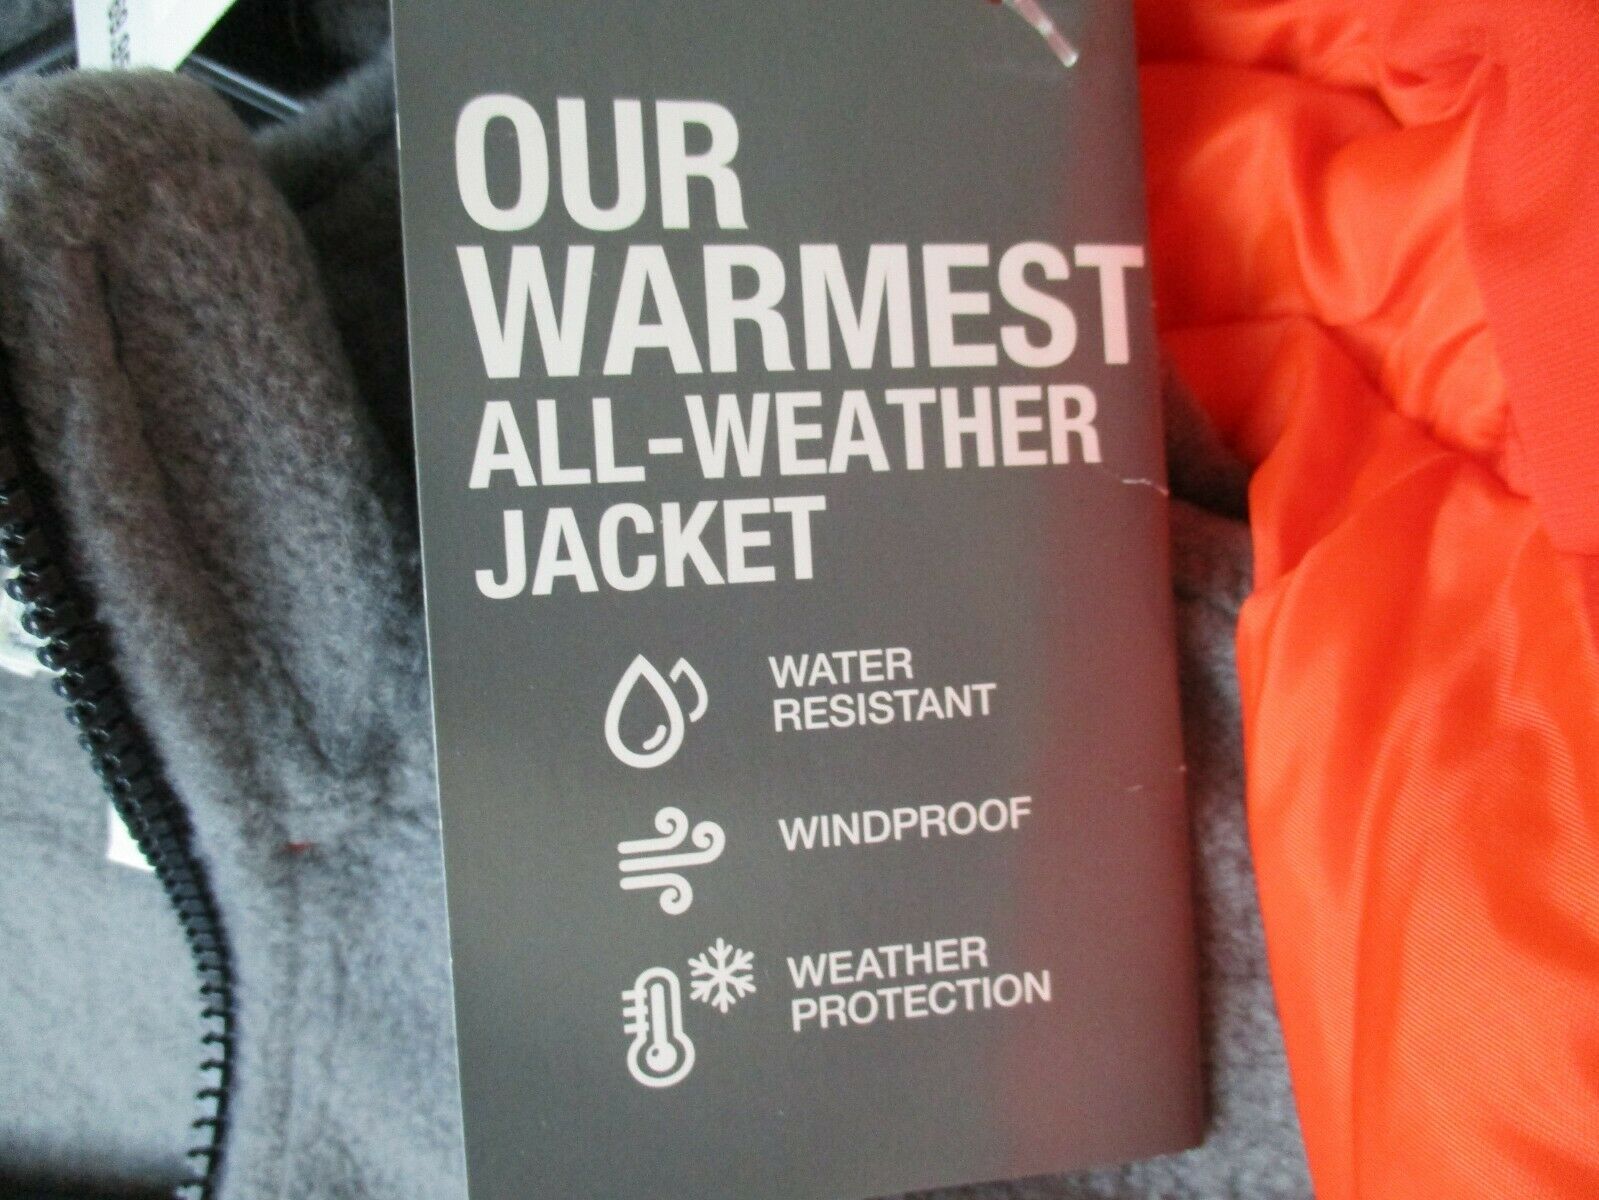 OUR
WARMEST
ALL-WEATHER
JACKET
WATER
RESISTANT
WINDPROOF
WEATHER
PROTECTION